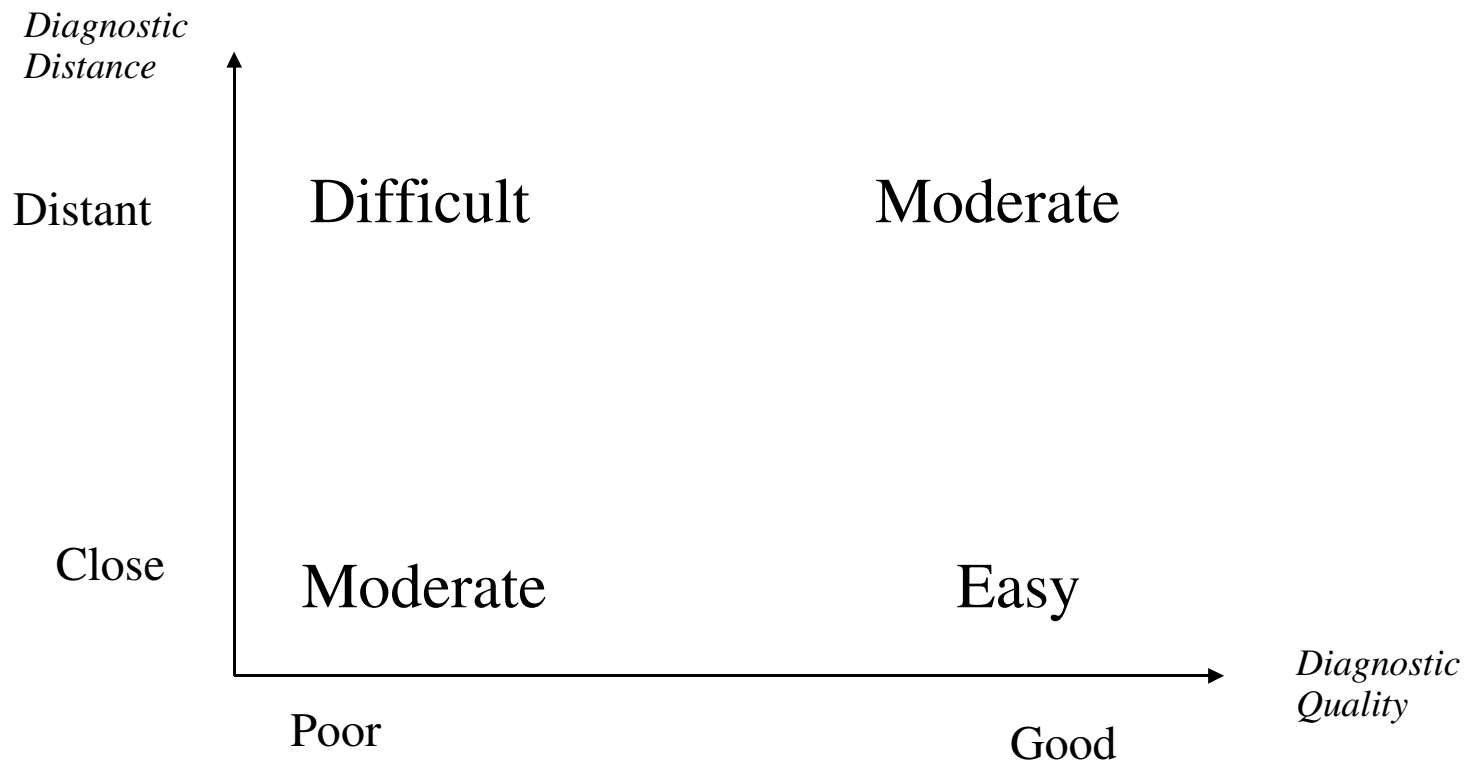 Diagnostic
Distance
Distant
Difficult
Moderate
Close
Moderate
Easy
Diagnostic
Quality
Poor
Good